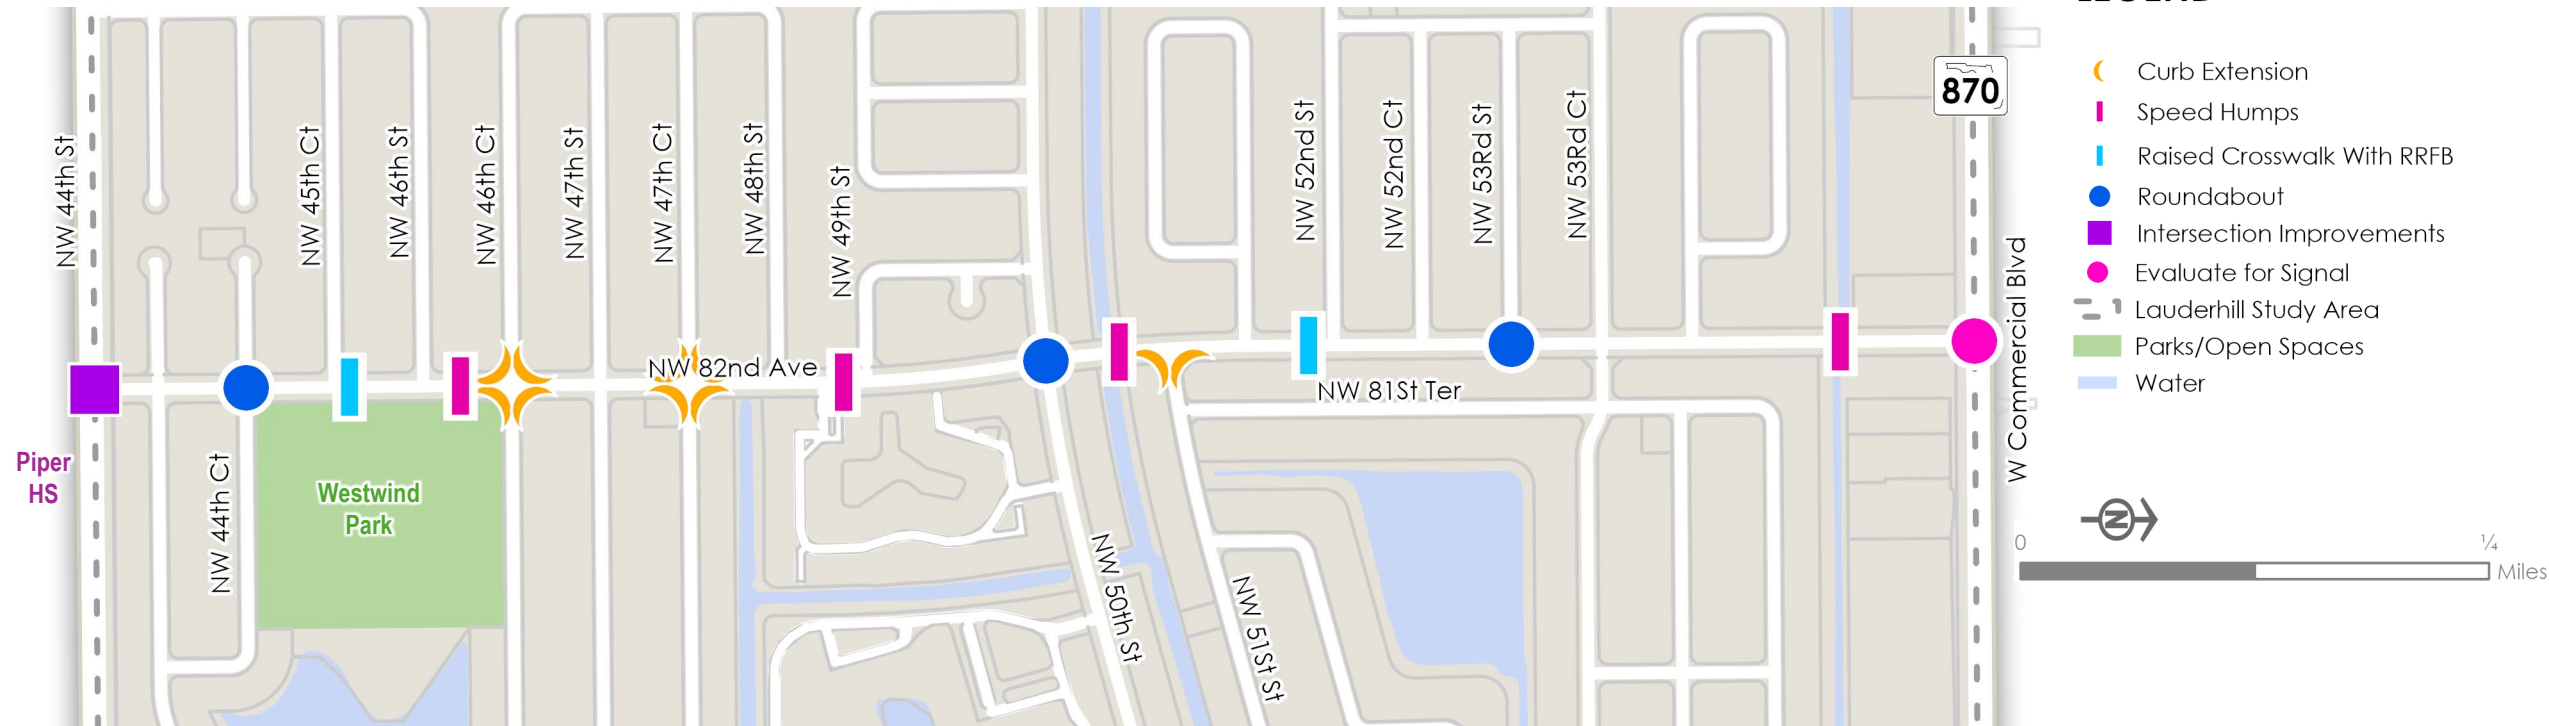 LEGEND
Curb Extension
Speed Humps
Raised Crosswalk With RRFB
Roundabout
Intersection Improvements
Evaluate for Signal
Lauderhill Study Area
Parks/Open Spaces
Water
N
0
¼
Miles
870
NW 44th St
NW 45th Ct
NW 46th St
NW 46th Ct
NW 47th St
NW 47th Ct
NW 48th St
NW 49th St
NW 52nd St
NW 52nd Ct
NW 53Rd St
NW 53Rd Ct
W Commercial Blvd
NW 82nd Ave
NW 81St Ter
Piper
HS
NW 44th Ct
Westwind
Park
NW 50th St
NW 51St St